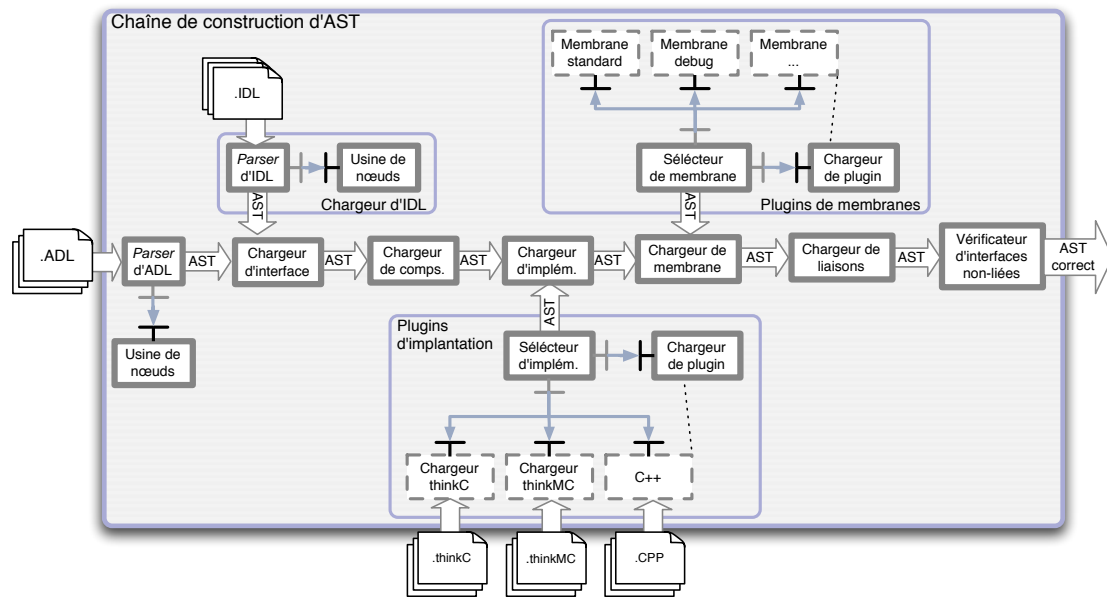 Chaîne de construction d'AST
Membrane
standard
Membrane
debug
Membrane
...
.IDL
Parser
d'IDL
Usine de
nœuds
Chargeur d'IDL
AST
Sélécteur
de membrane
Chargeur
de plugin
Plugins de membranes
AST
.ADL
Parser
d'ADL
AST
Chargeur
d'interface
AST
Chargeur
de comps.
AST
Chargeur
d'implém.
AST
Chargeur de
membrane
AST
Chargeur de
liaisons
AST
Vérificateur
d'interfaces
non-liées
AST
correct
Usine de
nœuds
AST
Plugins
d'implantation
Sélécteur
d'implém.
Chargeur
de plugin
Chargeur
thinkC
Chargeur
thinkMC
C++
.thinkC
.thinkMC
.CPP